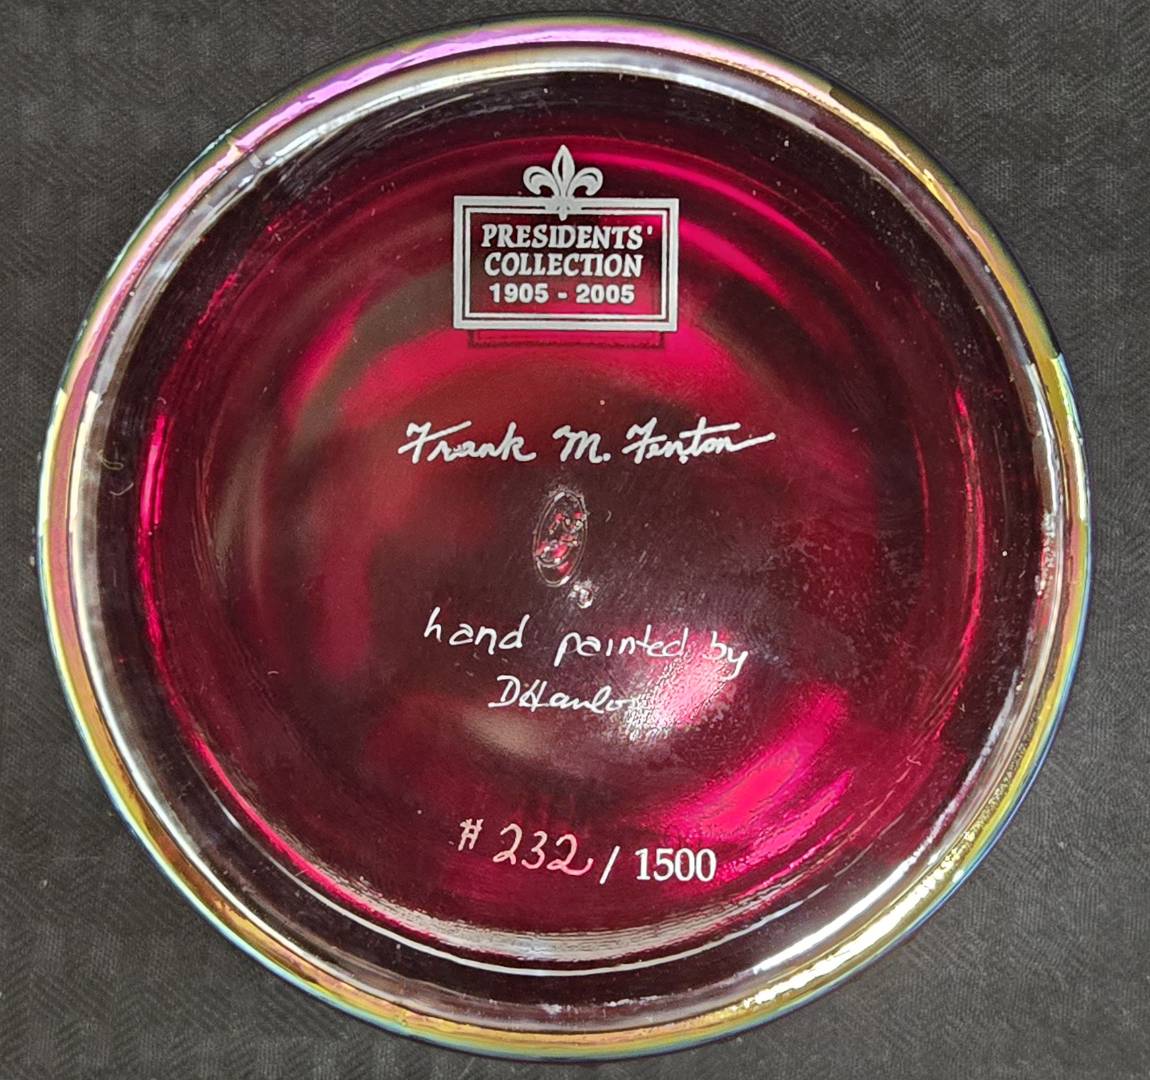 PRESIDENTS'
COLLECTION
1905 - 2005
Frank M. Fenton
hand painted by
# 232 / 1500